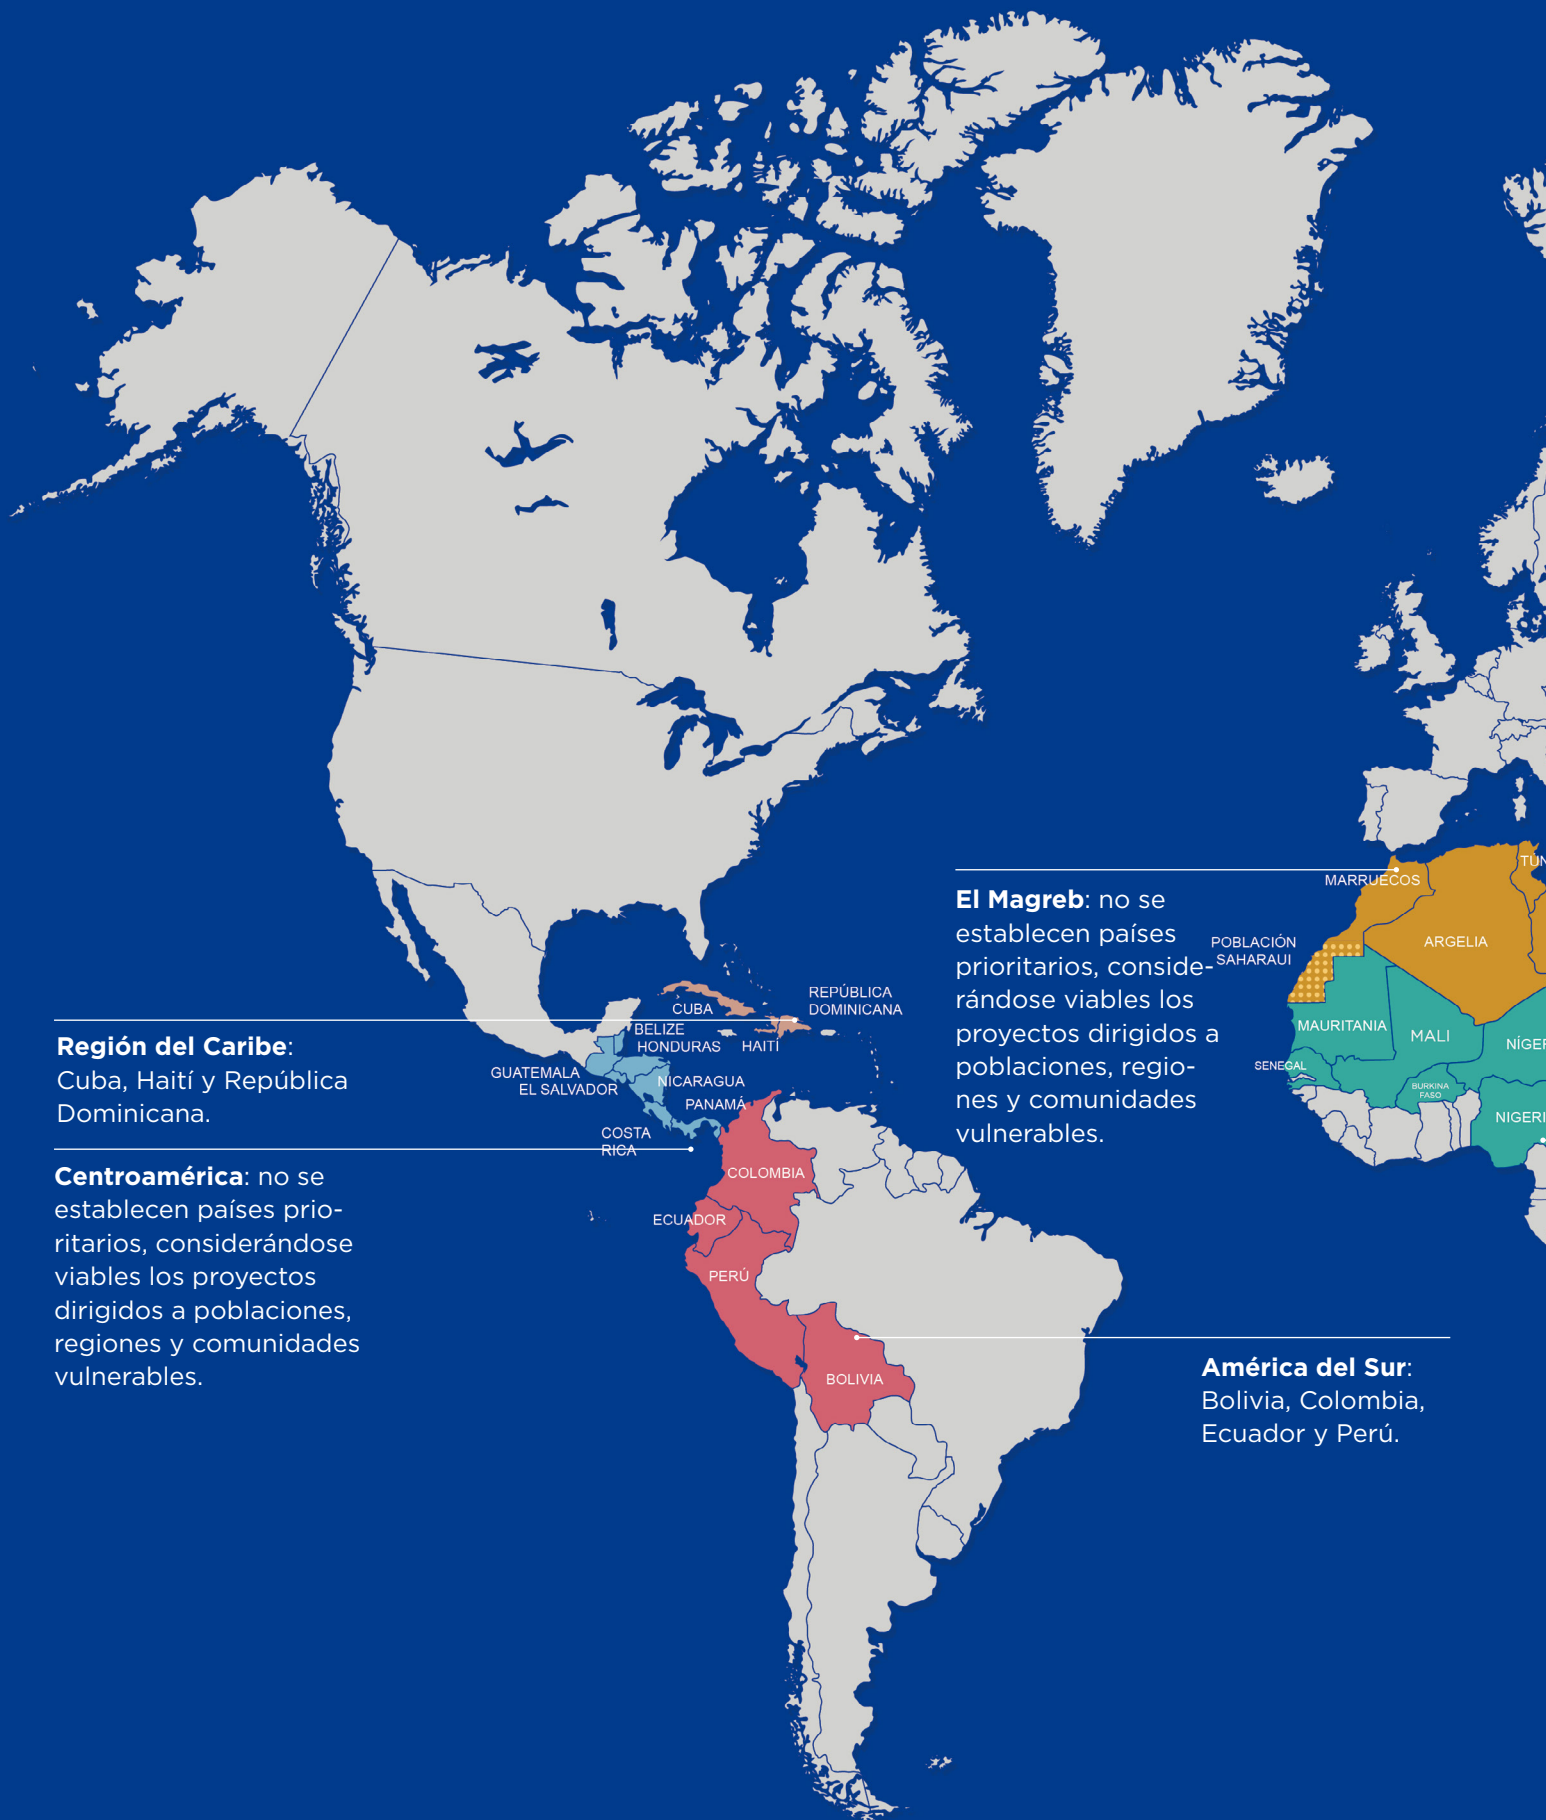 MARRUECOS
TÚN
El Magreb: no se
establecen países
prioritarios, conside-
rándose viables los
proyectos dirigidos a
poblaciones, regio-
nes y comunidades
vulnerables.
POBLACIÓN
SAHARAUI
ARGELIA
MAURITANIA
MALI
NÍGER
SENEGAL
BURKINA
FASO
NIGERI
CUBA
REPÚBLICA
DOMINICANA
BELIZE
HONDURAS
HAITÍ
GUATEMALA
EL SALVADOR
NICARAGUA
PANAMÁ
COSTA
RICA
Región del Caribe:
Cuba, Haití y República
Dominicana.
Centroamérica: no se
establecen países prio-
ritarios, considerándose
viables los proyectos
dirigidos a poblaciones,
regiones y comunidades
vulnerables.
COLOMBIA
ECUADOR
PERÚ
BOLIVIA
América del Sur:
Bolivia, Colombia,
Ecuador y Perú.